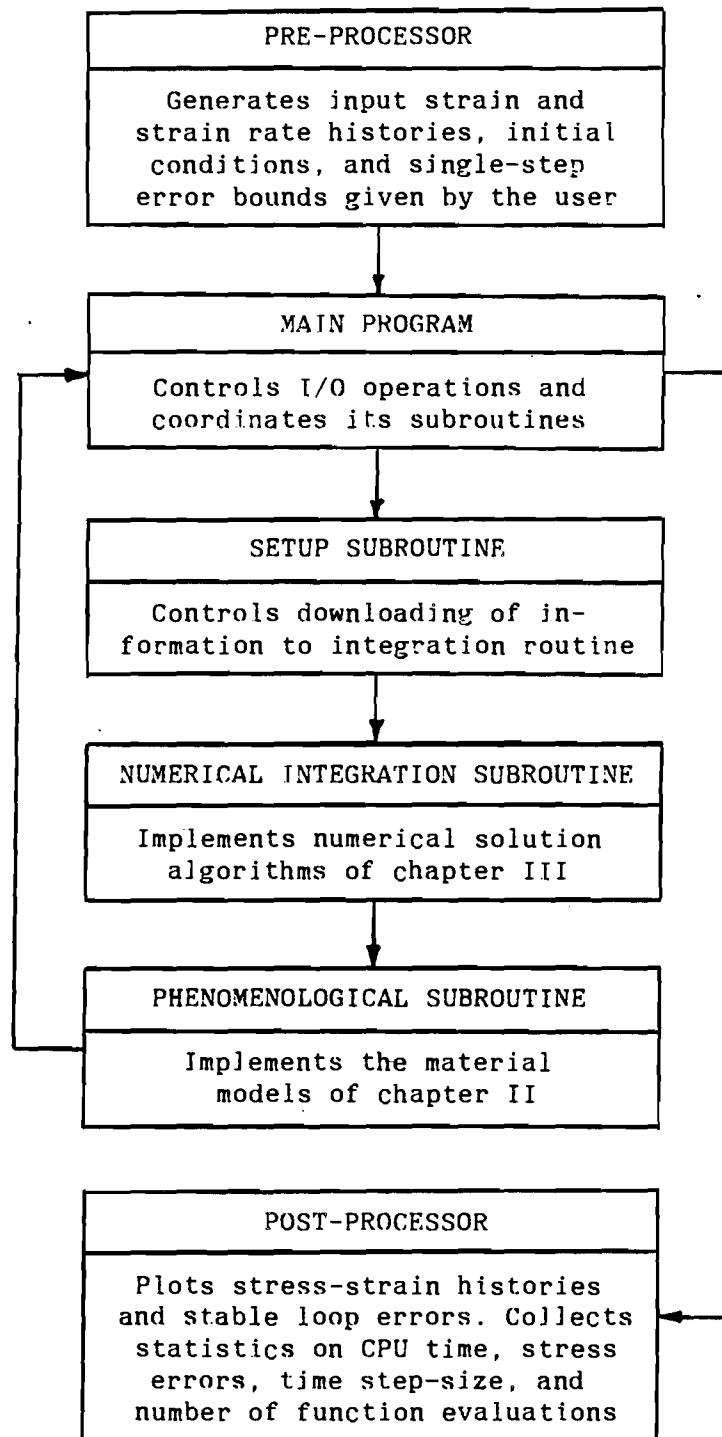 PRE-PROCESSOR
Generates input strain and
strain rate histories, initial
conditions, and single-step
error bounds given by the user
MAIN PROGRAM
Controls I/O operations and
coordinates its subroutines
SETUP SUBROUTINE
Controls downloading of in-
formation to integration routine
NUMERICAL INTEGRATION SUBROUTINE
Implements numerical solution
algorithms of chapter III
PHENOMENOLOGICAL SUBROUTINE
Implements the material
models of chapter II
POST-PROCESSOR
Plots stress-strain histories
and stable loop errors. Collects
statistics on CPU time, stress
errors, time step-size, and
number of function evaluations